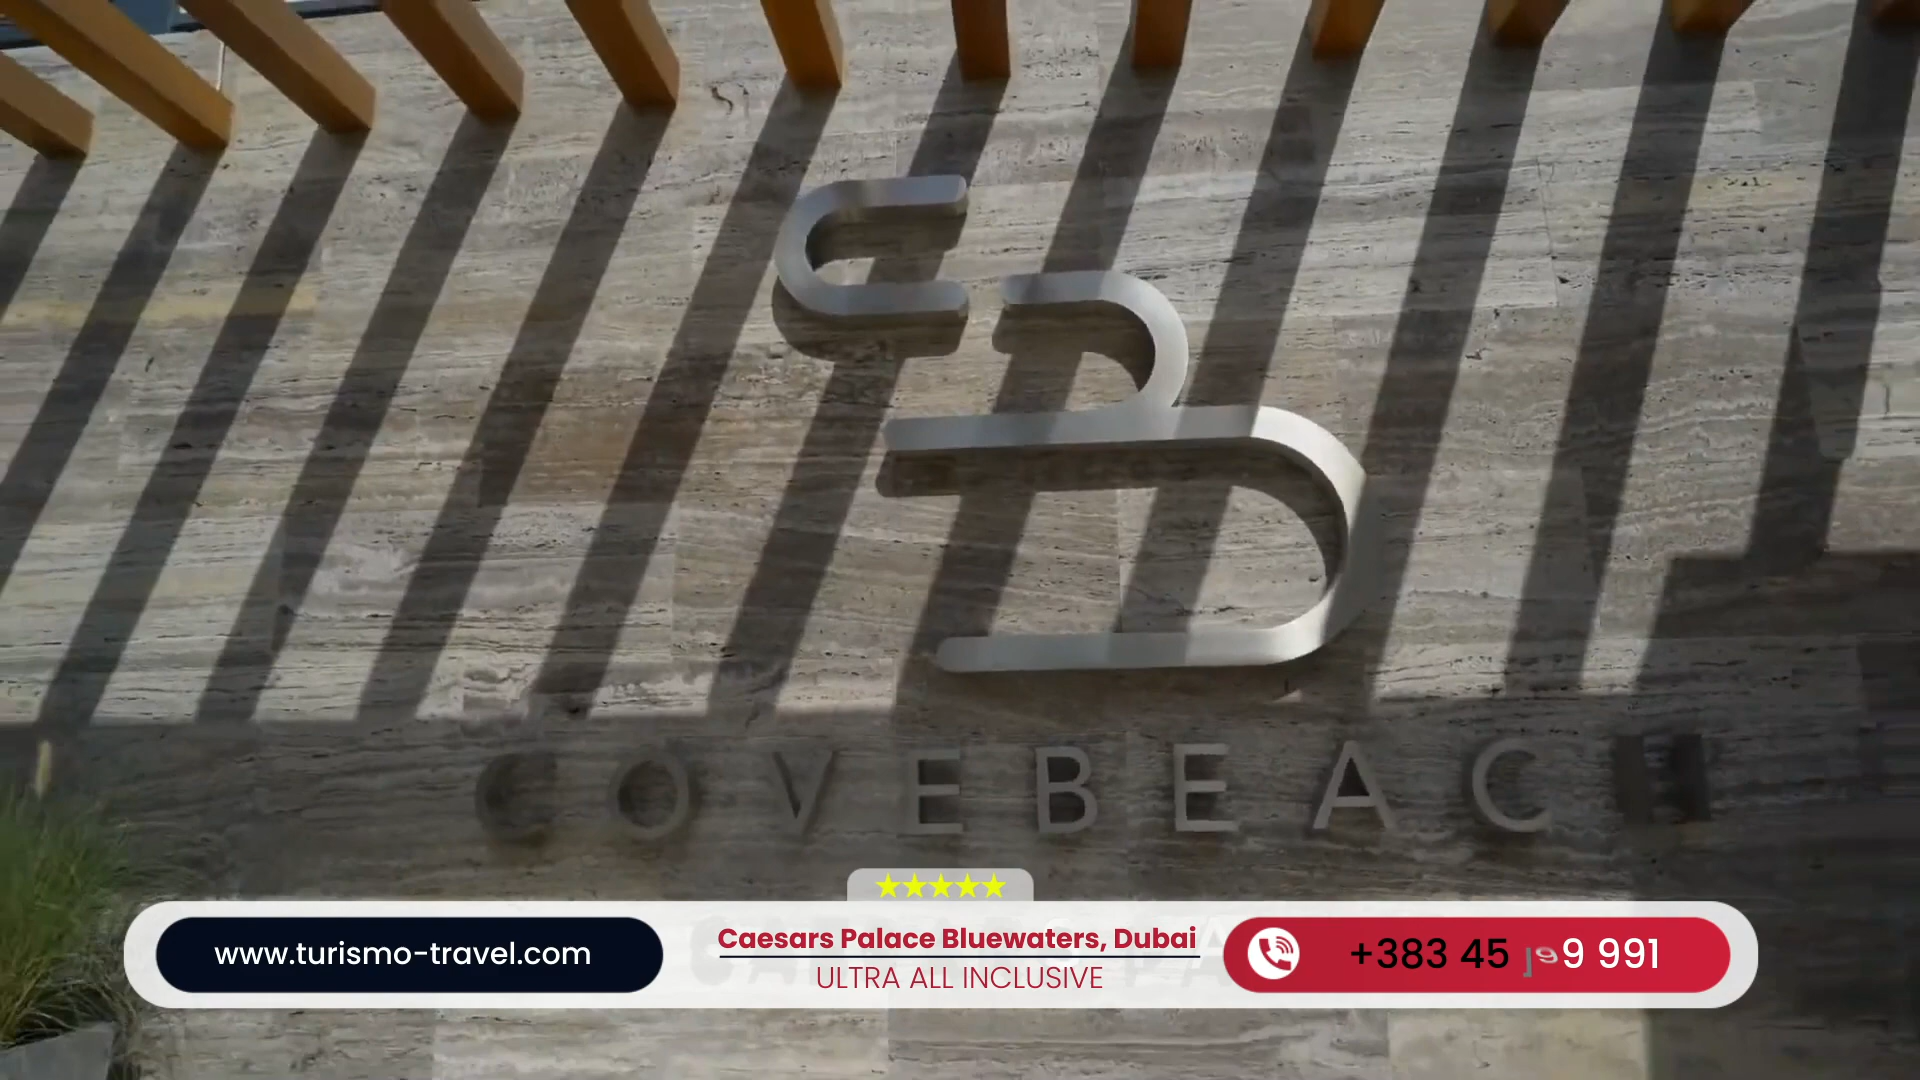 COVEBEACH
www.turismo-travel.com
Caesars Palace Bluewaters, Dubai
ULTRA ALL INCLUSIVE
+383 45 9 991